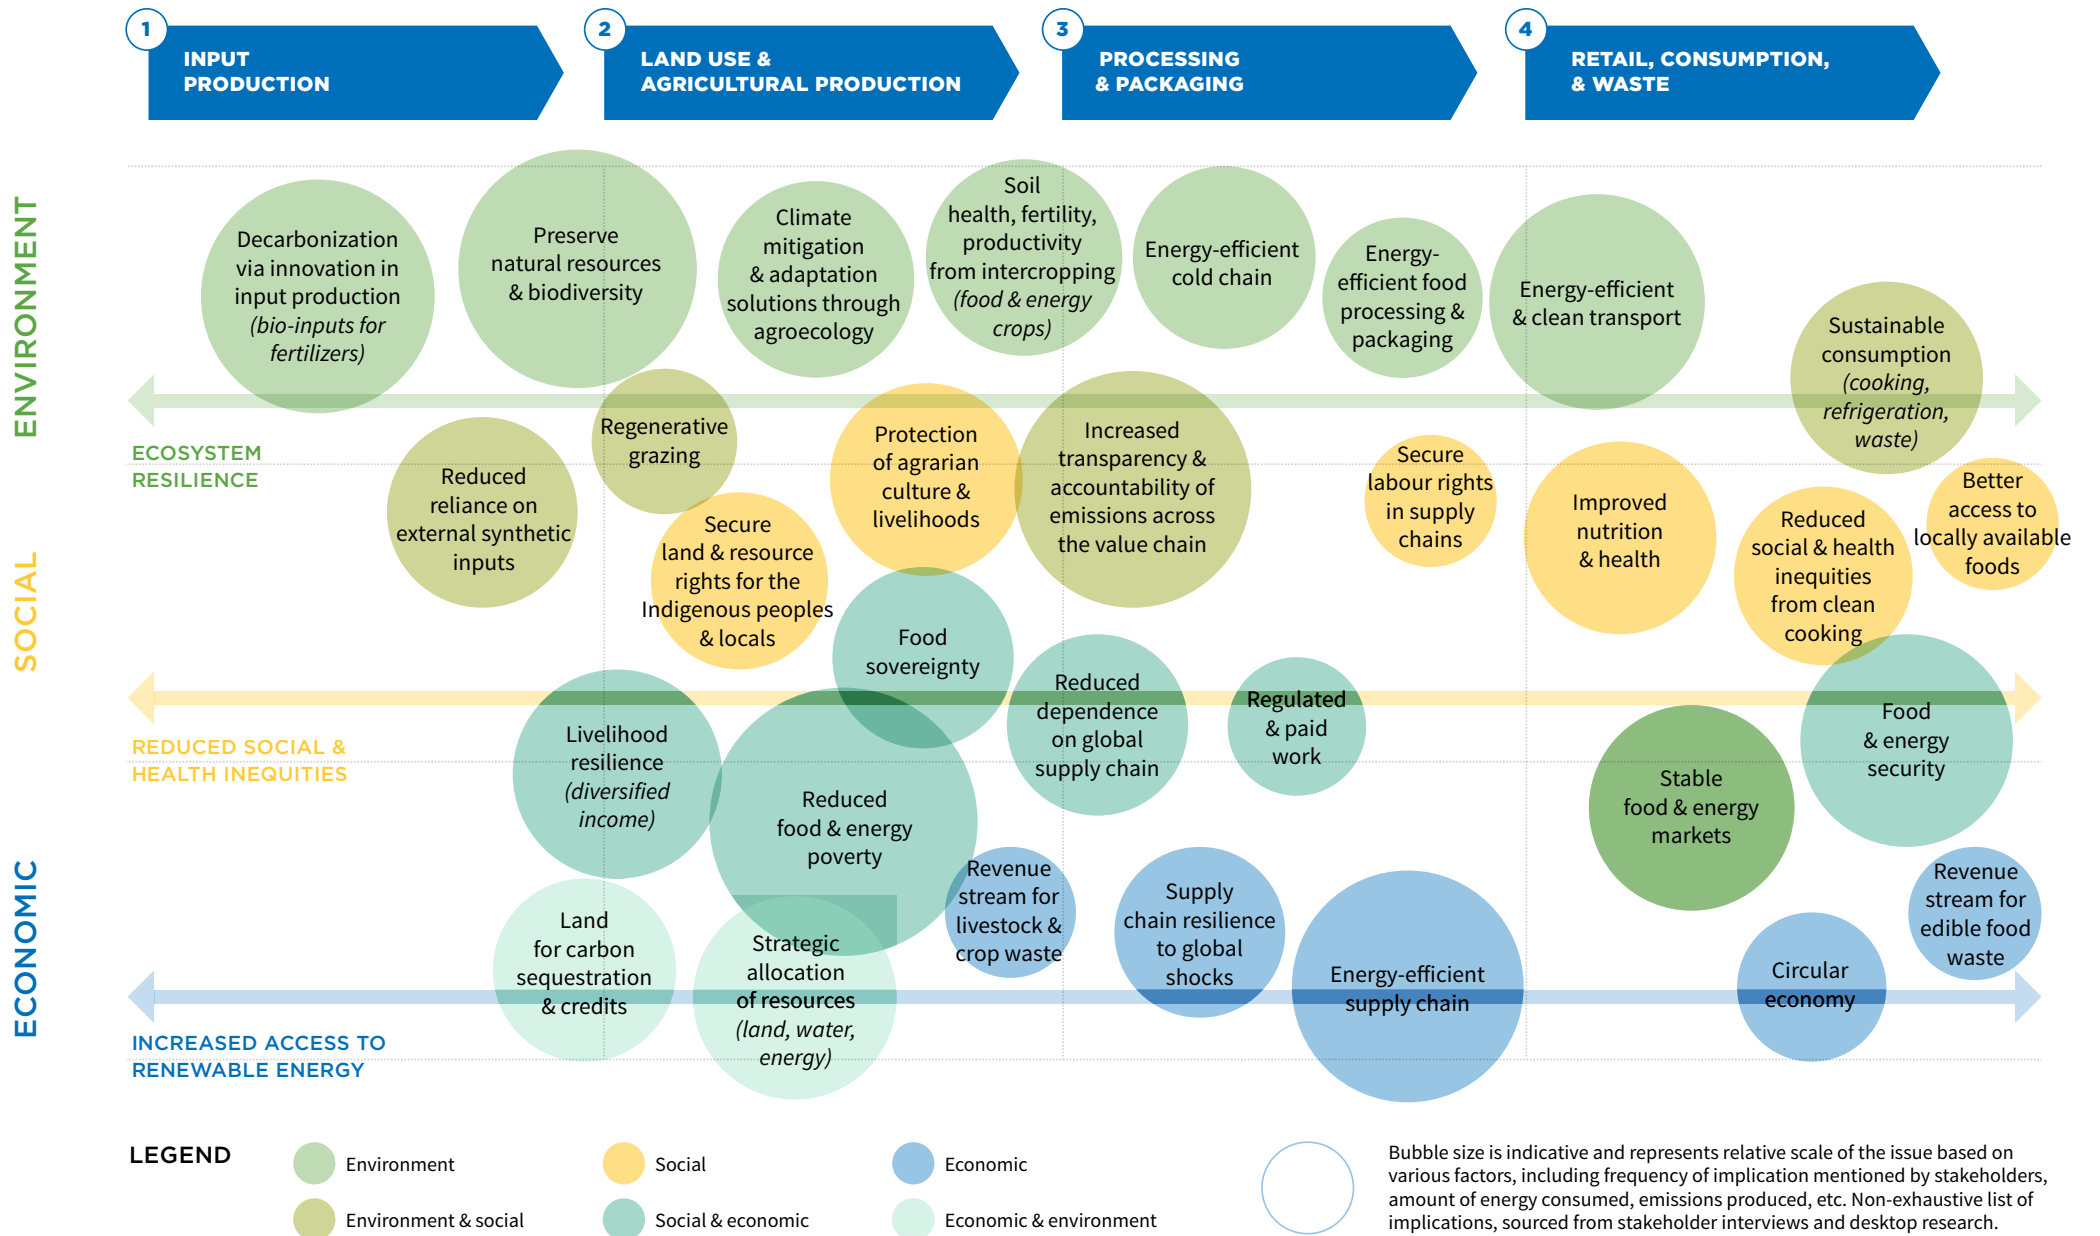 1
INPUT
PRODUCTION
2
LAND USE &
AGRICULTURAL PRODUCTION
3
PROCESSING
& PACKAGING
4
RETAIL, CONSUMPTION,
& WASTE
ENVIRONMENT
Decarbonization
via innovation in
input production
(bio-inputs for
fertilizers)
Preserve
natural resources
& biodiversity
Climate
mitigation
& adaptation
solutions through
agroecology
Soil
health, fertility,
productivity
from intercropping
(food & energy
crops)
Energy-efficient
cold chain
Energy-
efficient food
processing &
packaging
Energy-efficient
& clean transport
Sustainable
consumption
(cooking,
refrigeration,
waste)
ECOSYSTEM
RESILIENCE
SOCIAL
Reduced
reliance on
external synthetic
inputs
Regenerative
grazing
Secure
land & resource
rights for the
Indigenous peoples
& locals
Protection
of agrarian
culture &
livelihoods
Increased
transparency &
accountability of
emissions across
the value chain
Secure
labour rights
in supply
chains
Improved
nutrition
& health
Reduced
social & health
inequities
from clean
cooking
Better
access to
locally available
foods
Food
sovereignty
REDUCED SOCIAL &
HEALTH INEQUITIES
Livelihood
resilience
(diversified
income)
Reduced
food & energy
poverty
Reduced
dependence
on global
supply chain
Regulated
& paid
work
Stable
food & energy
markets
Food
& energy
security
ECONOMIC
Land
for carbon
sequestration
& credits
Strategic
allocation
of resources
(land, water,
energy)
Revenue
stream for
livestock &
crop waste
Supply
chain resilience
to global
shocks
Energy-efficient
supply chain
Circular
economy
Revenue
stream for
edible food
waste
INCREASED ACCESS TO
RENEWABLE ENERGY
LEGEND
Environment
Social
Economic
Environment & social
Social & economic
Economic & environment
Bubble size is indicative and represents relative scale of the issue based on
various factors, including frequency of implication mentioned by stakeholders,
amount of energy consumed, emissions produced, etc. Non-exhaustive list of
implications, sourced from stakeholder interviews and desktop research.